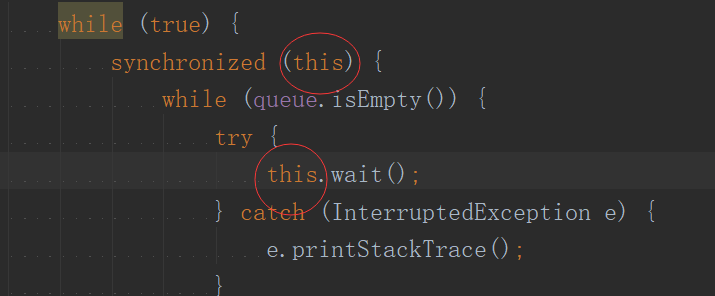 while (true) {
synchronized (this) {
while (queue.isEmpty()) {
try {
this.wait();
} catch (InterruptedException e) {
e.printStackTrace();
}